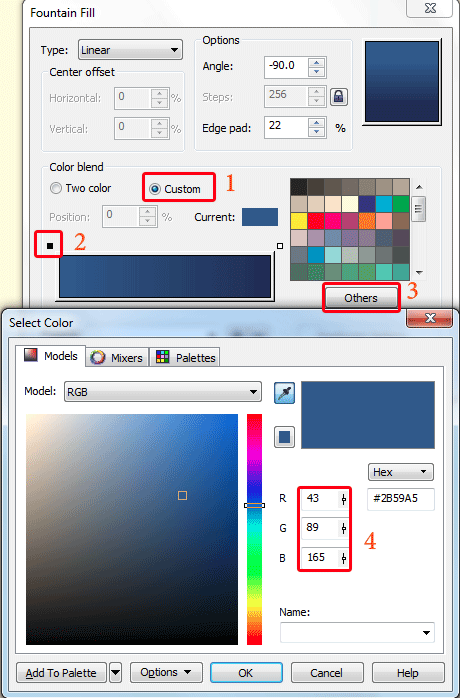 Fountain Fill
Type: Linear
Options
Center offset
Angle: -90.0
Horizontal: 0 %
Steps: 256
Vertical: 0 %
Edge pad: 22 %
Color blend
Two color
Custom
1
Position: 0 %
Current:
2
3
Others
Select Color
Models
Mixers
Palettes
Model: RGB
Hex
R 43
#2B59A5
G 89
4
B 165
Name:
Add To Palette
Options
OK
Cancel
Help